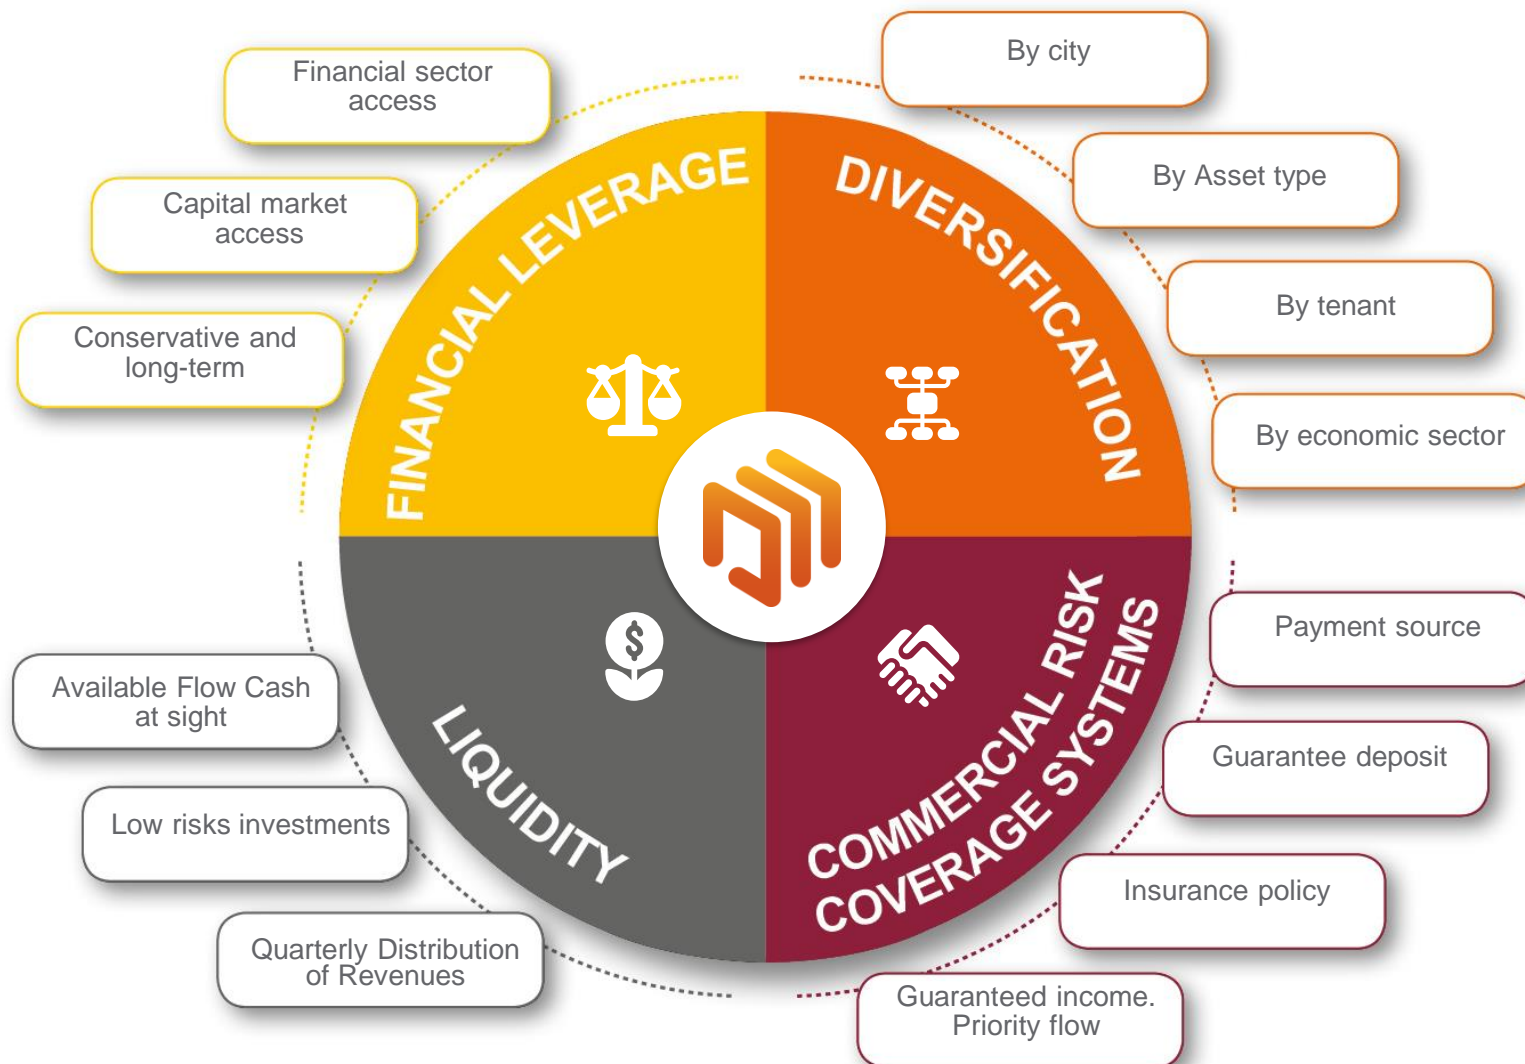 Financial sector
access
Capital market
access
Conservative and
long-term
FINANCIAL LEVERAGE
DIVERSIFICATION
By city
By Asset type
By tenant
By economic sector
LIQUIDITY
$
Available Flow Cash
at sight
Low risks investments
Quarterly Distribution
of Revenues
COMMERCIAL RISK
COVERAGE SYSTEMS
Payment source
Guarantee deposit
Insurance policy
Guaranteed income.
Priority flow